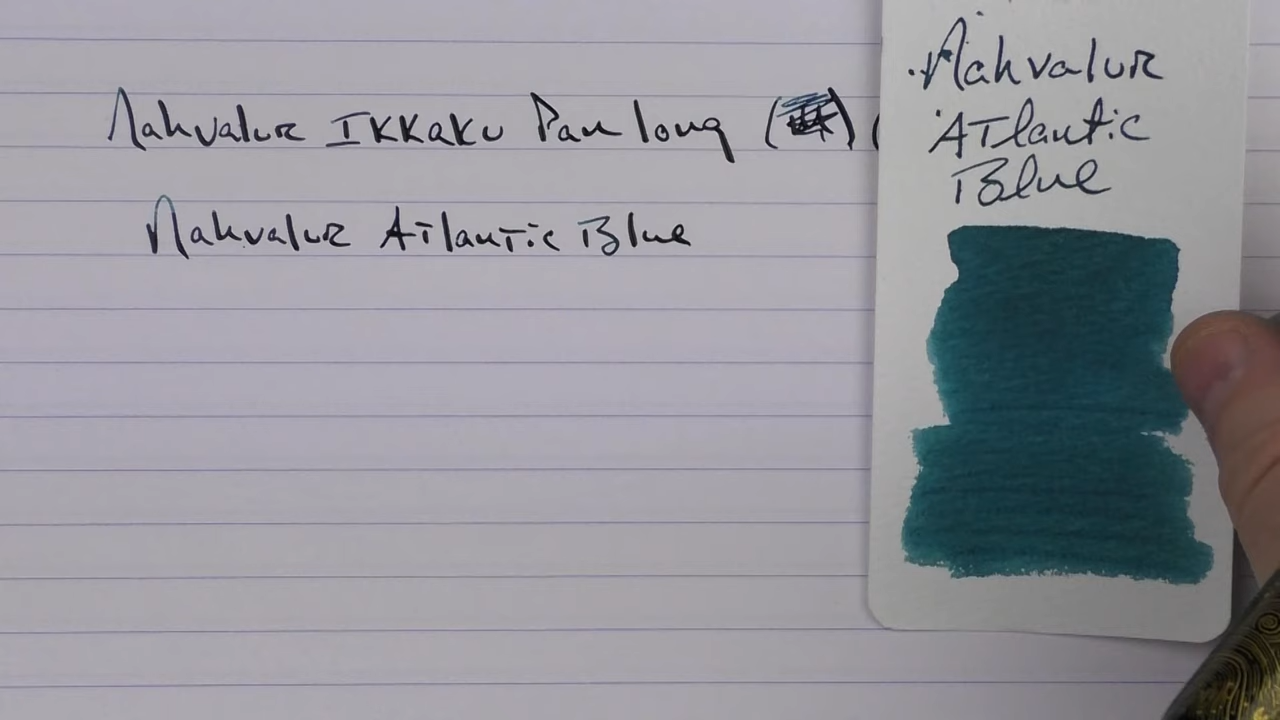 Nahvalur IKKAKU Pan long ( ) (
Nahvalur Atlantic Blue
Nahvalur
Atlantic
Blue